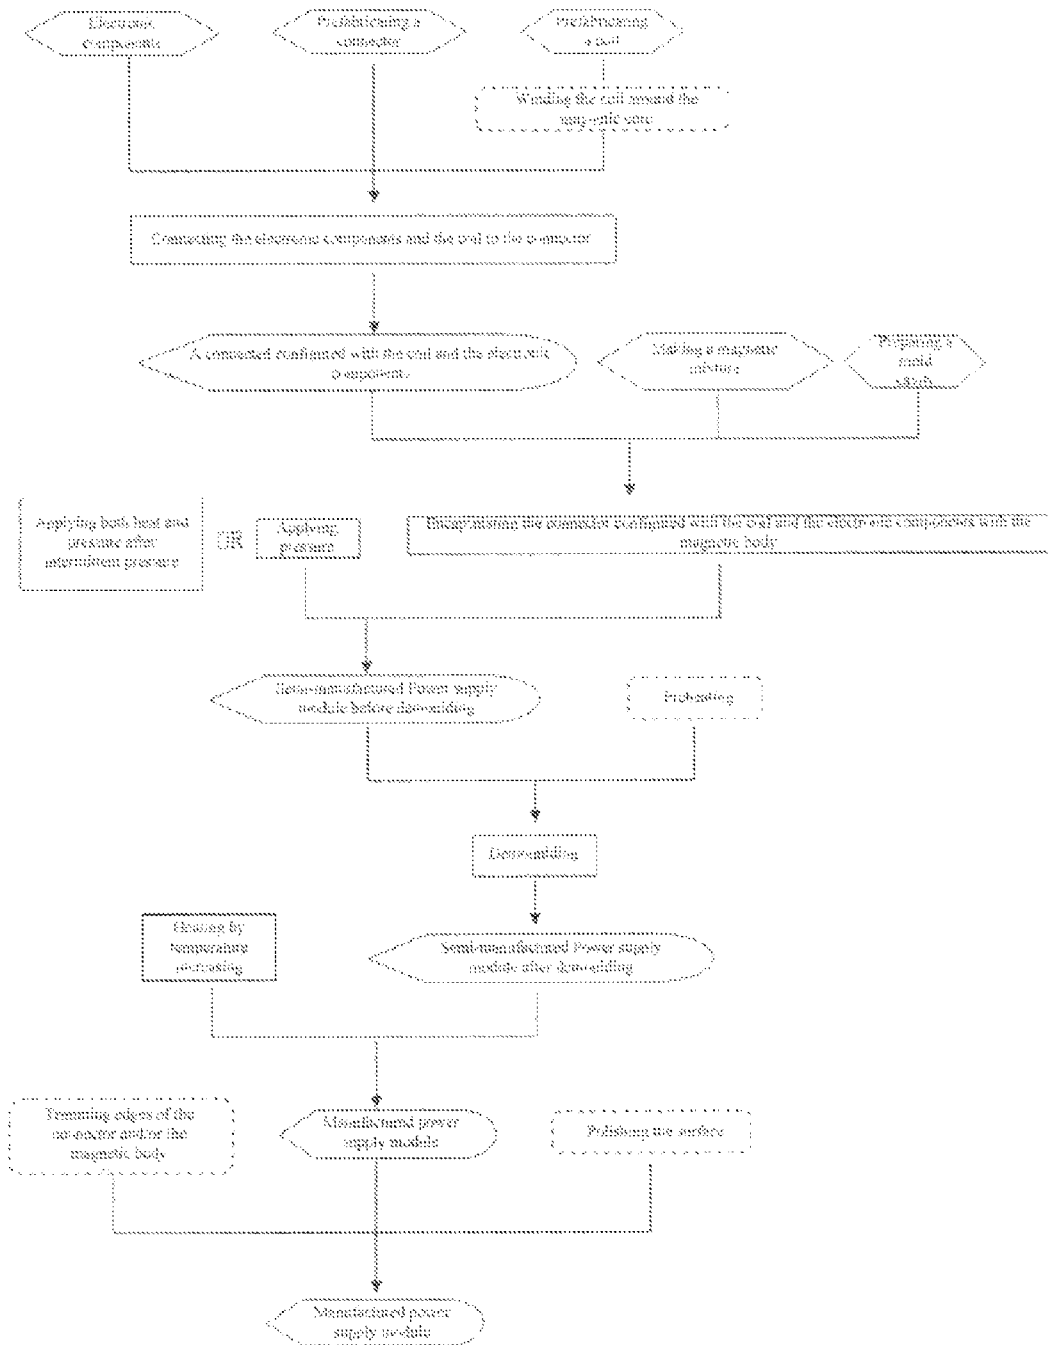 Electronic
components
Prefabricating a
connector
Prefabricating
a coil
Winding the coil around the
magnetic core
Connecting the electronic components and the coil to the connector
A connected configured with the coil and the electronic
components
Making a magnetic
mixture
Preparing a
mold
Applying both heat and
pressure after
intermittent pressure
OR
Applying
pressure
Encapsulating the connector configured with the coil and the electronic components with the
magnetic body
Semi-manufactured Power supply
module before demoulding
Preheating
Demoulding
Heating by
temperature
increasing
Semi-manufactured Power supply
module after demoulding
Trimming edges of the
connector and/or the
magnetic body
Manufactured power
supply module
Polishing the surface
Manufactured power
supply module